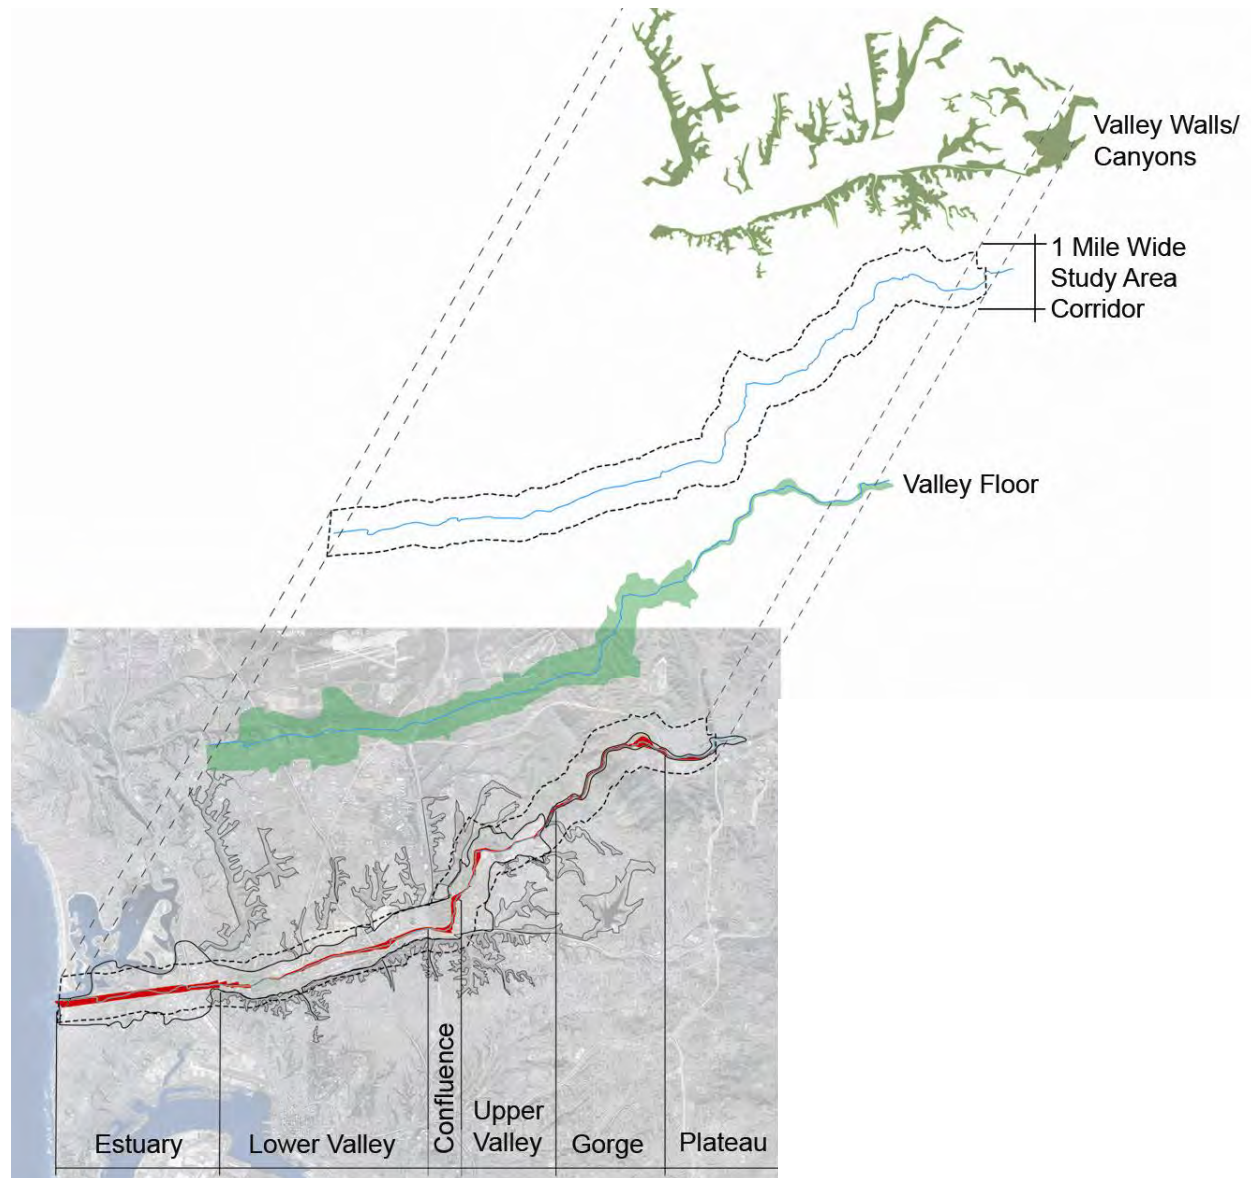 Valley Walls/
Canyons
1 Mile Wide
Study Area
Corridor
Valley Floor
Estuary
Lower Valley
Confluence
Upper
Valley
Gorge
Plateau